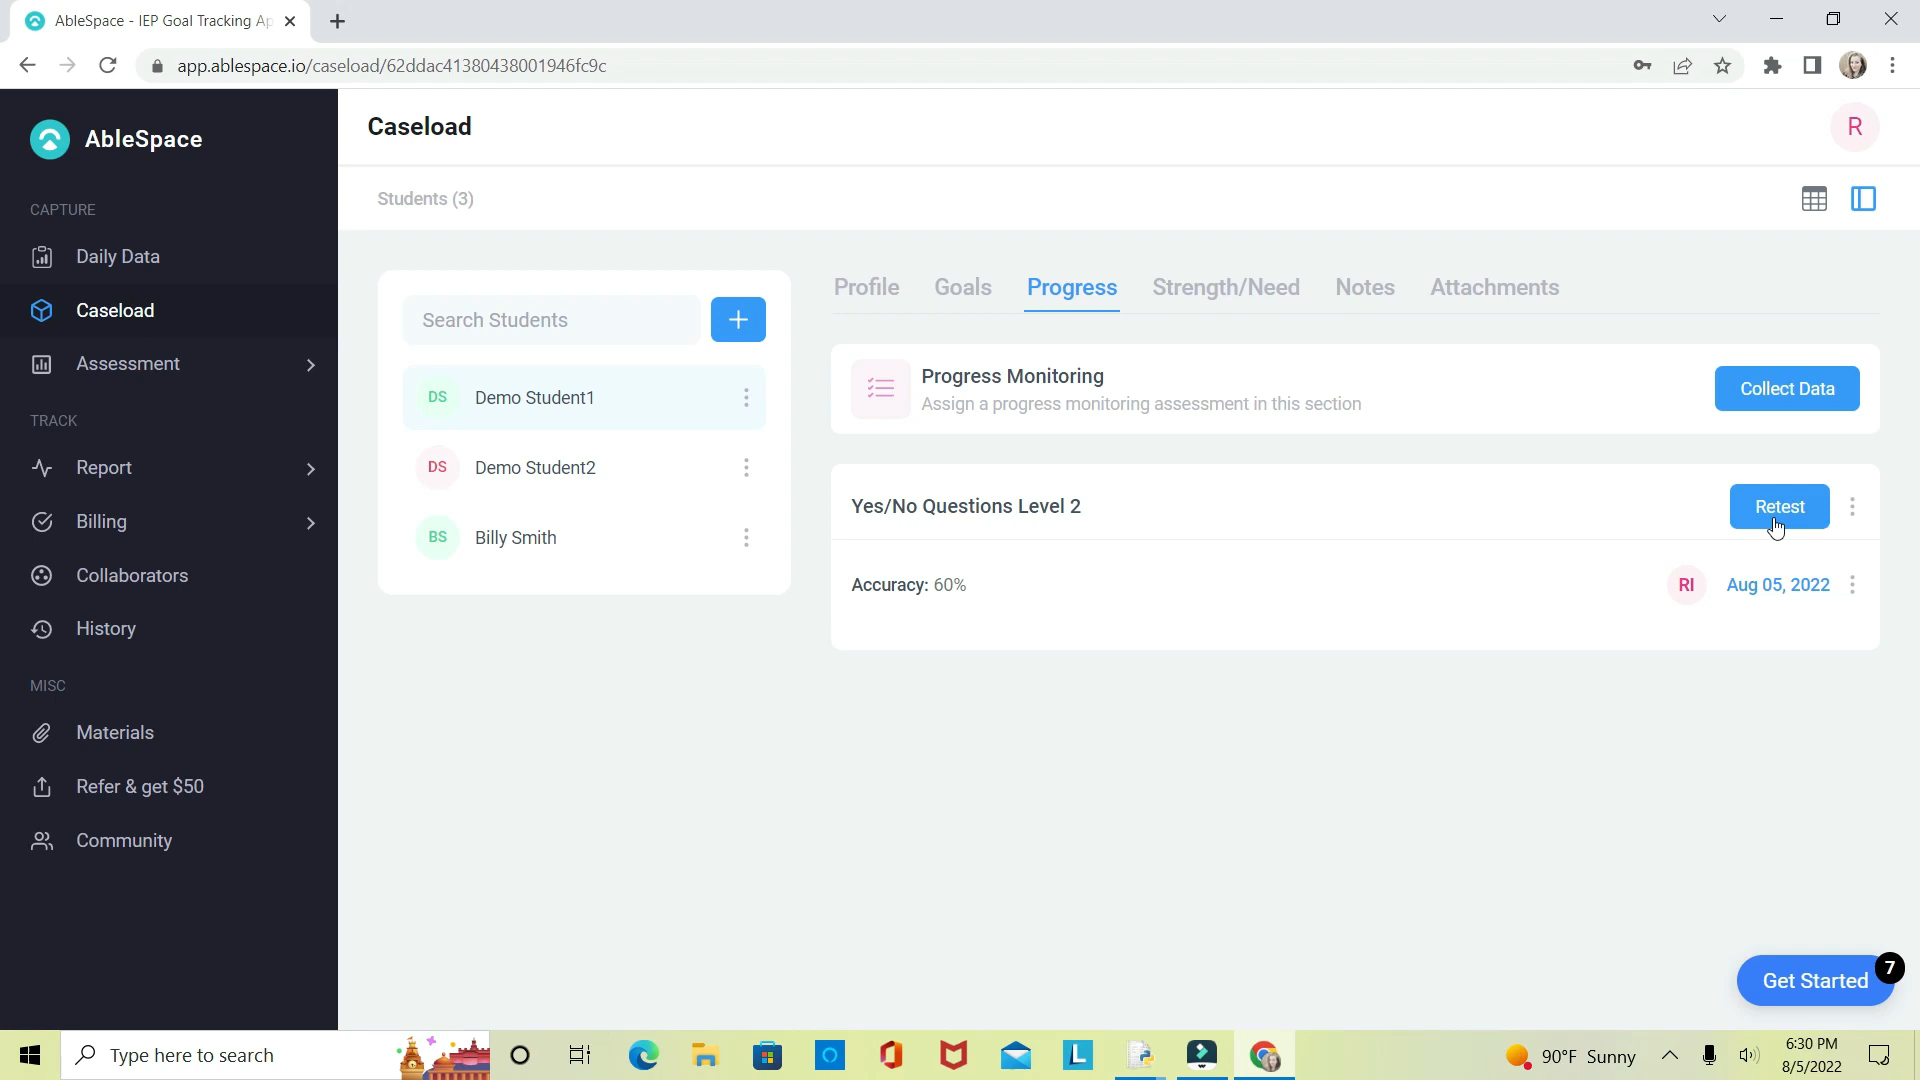 AbleSpace - IEP Goal Tracking Ap
app.ablespace.io/caseload/62ddac41380438001946fc9c
AbleSpace
CAPTURE
Daily Data
Caseload
Assessment
TRACK
Report
Billing
Collaborators
History
MISC
Materials
Refer & get $50
Community
Caseload
R
Students (3)
Search Students
+
DS Demo Student1
DS Demo Student2
BS Billy Smith
Profile Goals Progress Strength/Need Notes Attachments
Progress Monitoring
Assign a progress monitoring assessment in this section
Collect Data
Yes/No Questions Level 2
Retest
Accuracy: 60%
RI Aug 05, 2022
Get Started 7
Type here to search
L
90°F Sunny
6:30 PM
8/5/2022